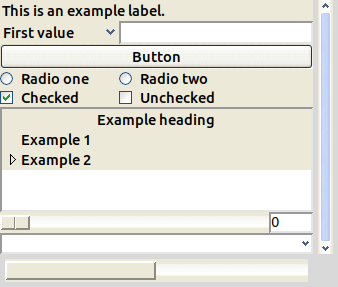 This is an example label.
First value
Button
Radio one Radio two
Checked Unchecked
Example heading
Example 1
Example 2
0